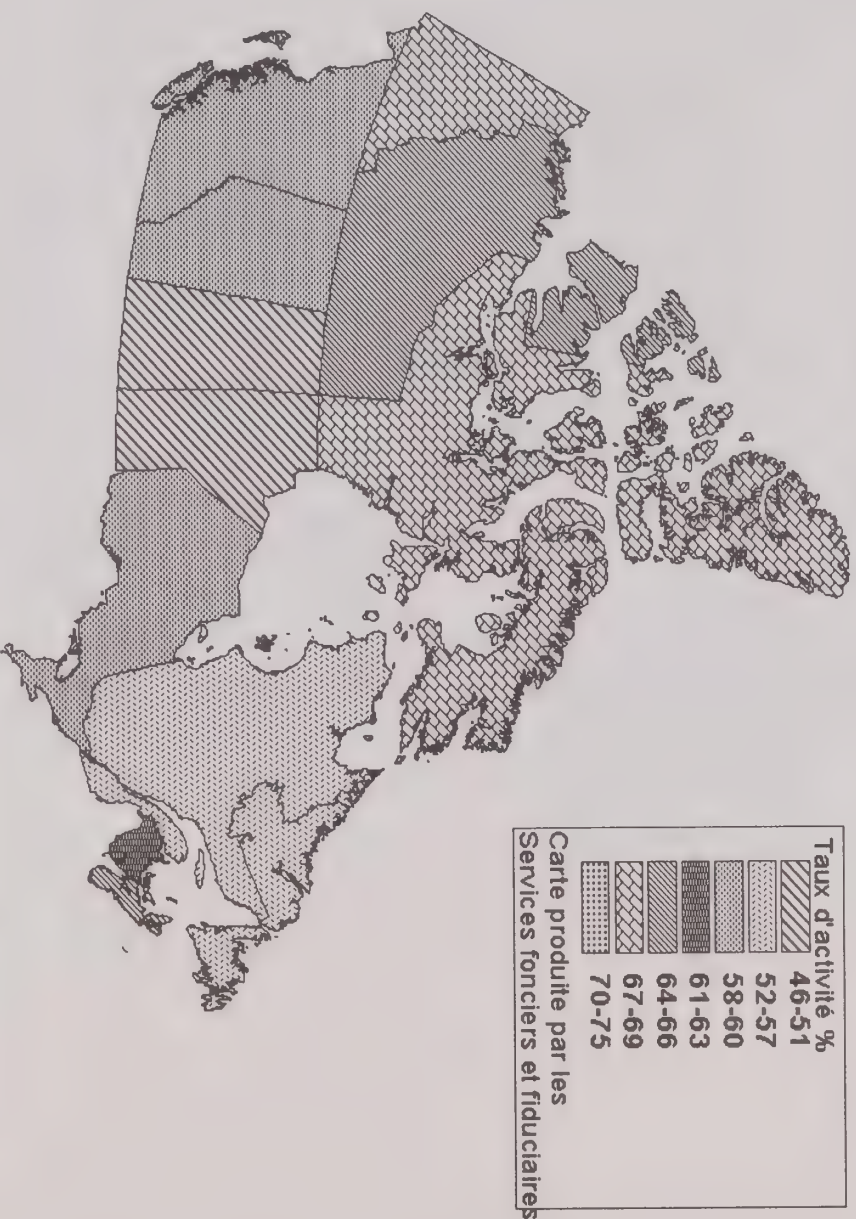 Taux d'activité %
46-51
52-57
58-60
61-63
64-66
67-69
70-75
Carte produite par les
Services fonciers et fiduciaires